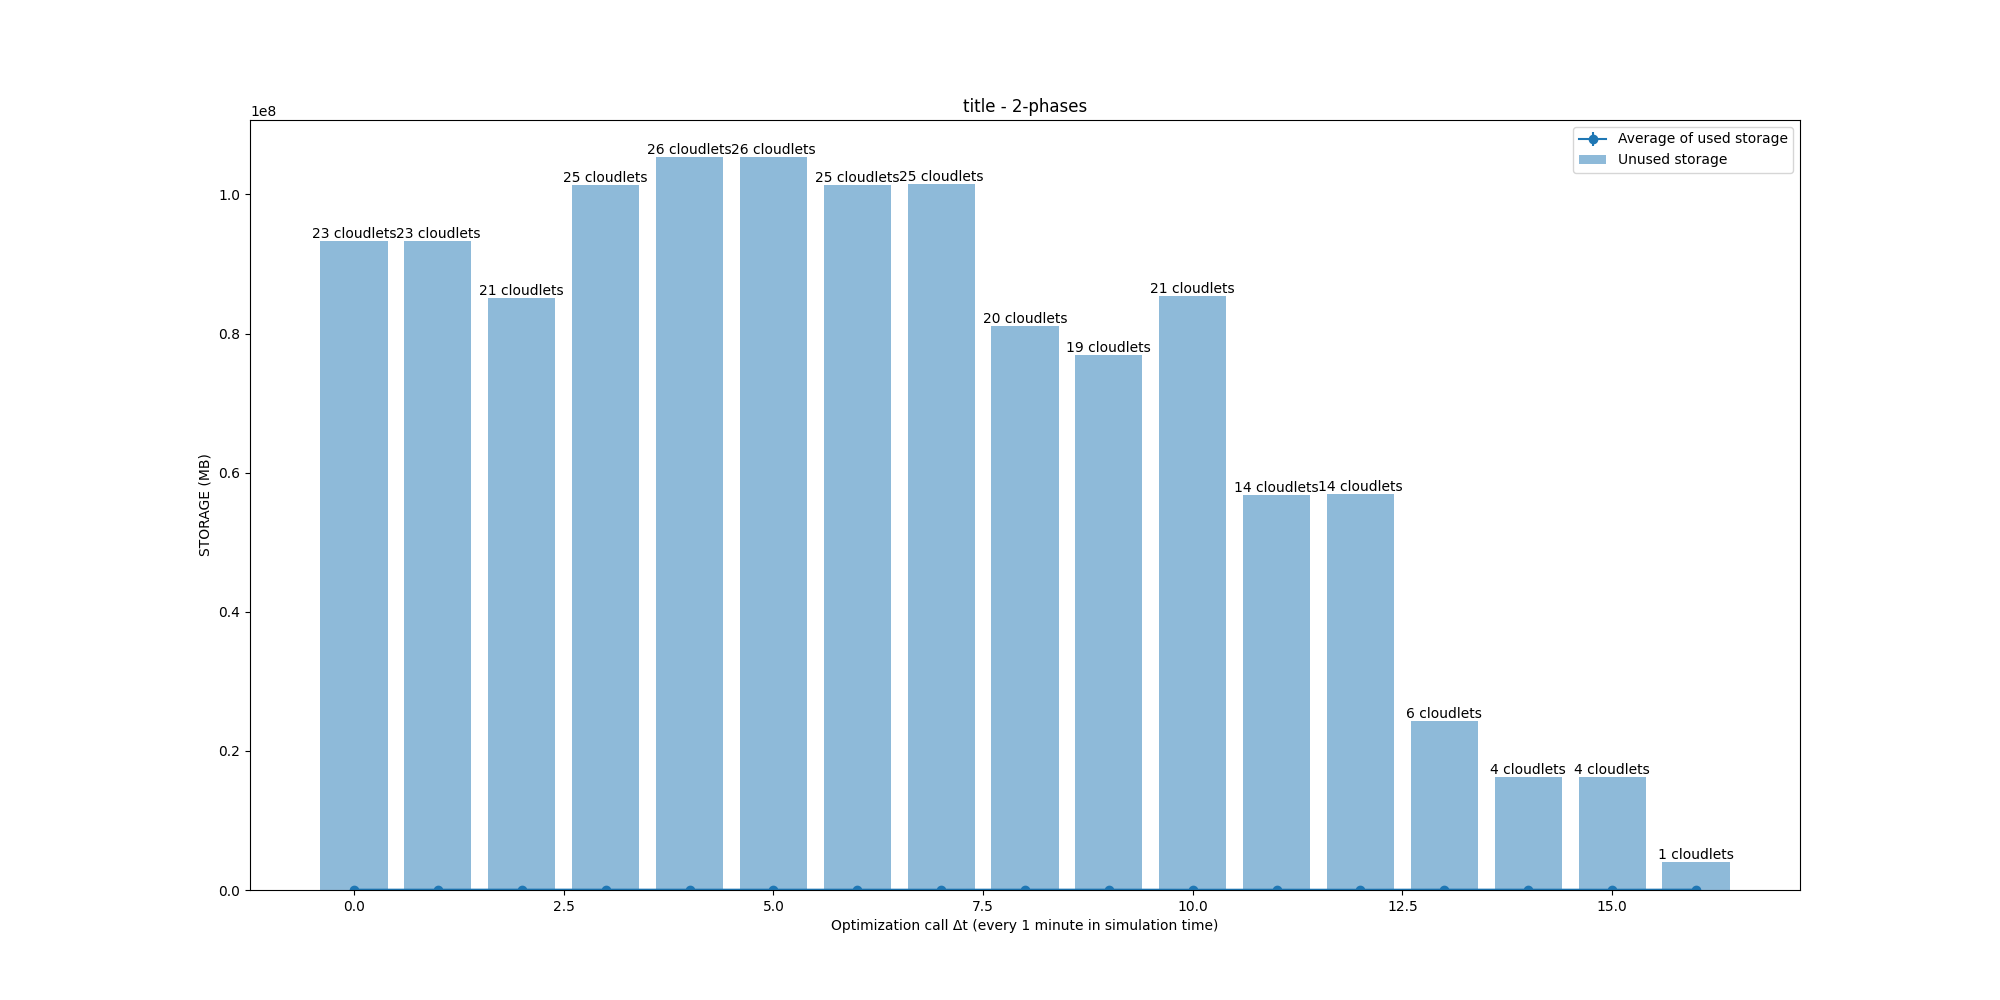 title - 2-phases
1e8
Average of used storage
Unused storage
26 cloudlets
26 cloudlets
25 cloudlets
25 cloudlets
25 cloudlets
1.0
23 cloudlets
23 cloudlets
21 cloudlets
21 cloudlets
20 cloudlets
0.8
19 cloudlets
STORAGE (MB)
0.6
14 cloudlets
14 cloudlets
0.4
6 cloudlets
0.2
4 cloudlets
4 cloudlets
1 cloudlets
0.0
0.0 2.5 5.0 7.5 10.0 12.5 15.0
Optimization call Δt (every 1 minute in simulation time)